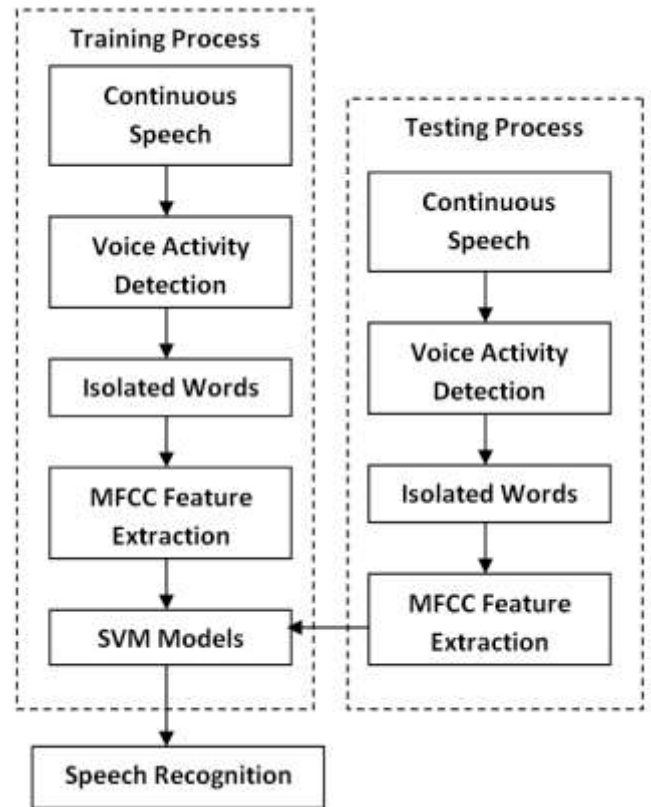 Training Process
Continuous
Speech
Voice Activity
Detection
Isolated Words
MFCC Feature
Extraction
SVM Models
Speech Recognition
Testing Process
Continuous
Speech
Voice Activity
Detection
Isolated Words
MFCC Feature
Extraction